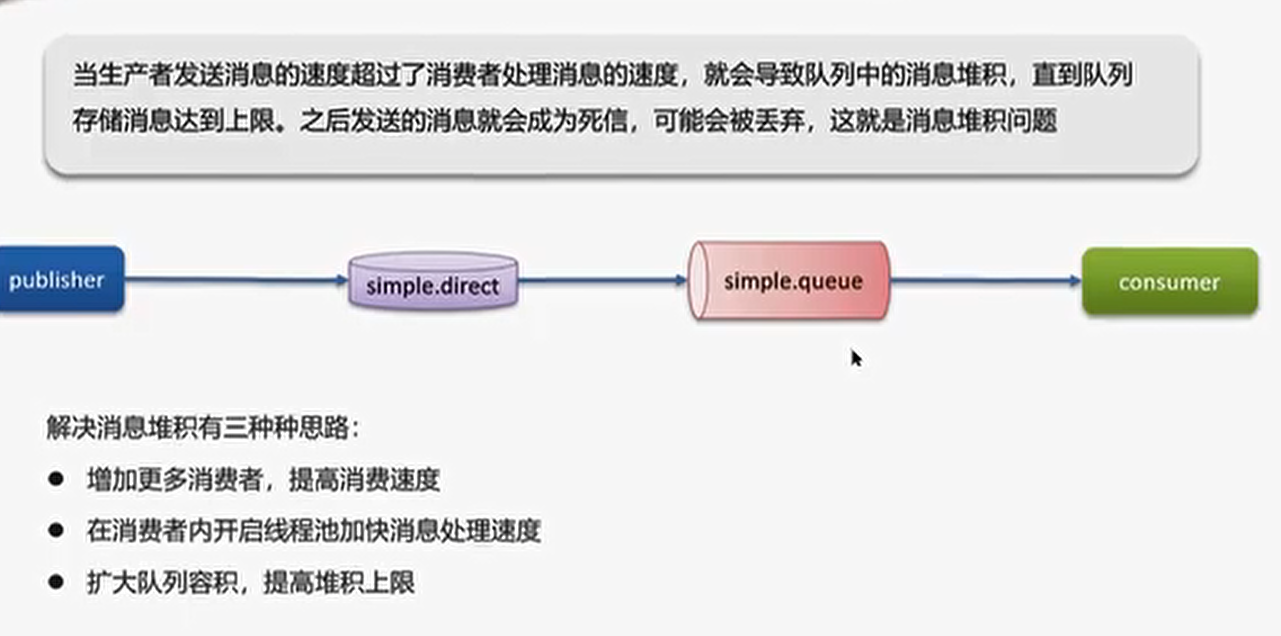 当生产者发送消息的速度超过了消费者处理消息的速度，就会导致队列中的消息堆积，直到队列
存储消息达到上限。之后发送的消息就会成为死信，可能会被丢弃，这就是消息堆积问题
publisher
simple.direct
simple.queue
consumer
解决消息堆积有三种种思路：
● 增加更多消费者，提高消费速度
● 在消费者内开启线程池加快消息处理速度
● 扩大队列容积，提高堆积上限